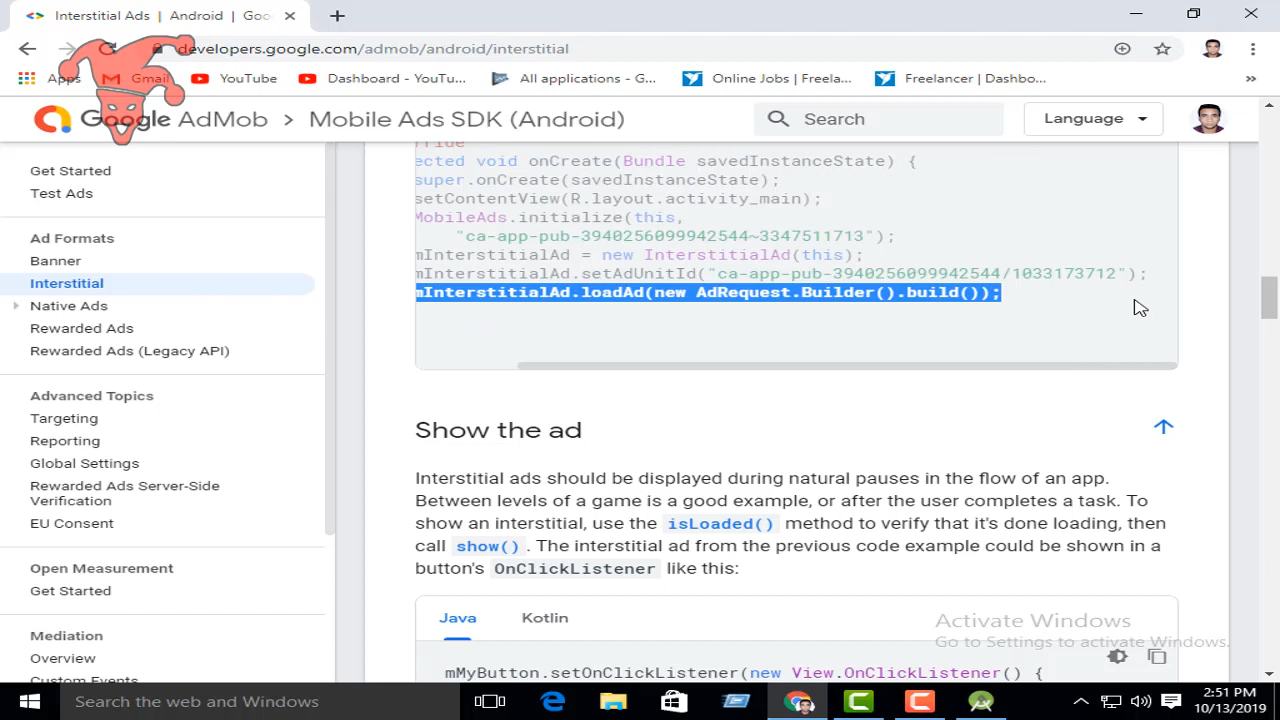 Interstitial Ads | Android | Goo
developers.google.com/admob/android/interstitial
Apps Gmail YouTube Dashboard - YouTu... All applications - G... Online Jobs | Freela... Freelancer | Dashbo... »
Google AdMob > Mobile Ads SDK (Android) Search Language
Get Started
Test Ads
Ad Formats
Banner
Interstitial
Native Ads
Rewarded Ads
Rewarded Ads (Legacy API)
Advanced Topics
Targeting
Reporting
Global Settings
Rewarded Ads Server-Side
Verification
EU Consent
Open Measurement
Get Started
Mediation
Overview
Custom Events
ected void onCreate(Bundle savedInstanceState) {
super.onCreate(savedInstanceState);
setContentView(R.layout.activity_main);
MobileAds.initialize(this,
"ca-app-pub-3940256099942544~3347511713");
mInterstitialAd = new InterstitialAd(this);
mInterstitialAd.setAdUnitId("ca-app-pub-3940256099942544/1033173712");
mInterstitialAd.loadAd(new AdRequest.Builder().build());
Show the ad
Interstitial ads should be displayed during natural pauses in the flow of an app.
Between levels of a game is a good example, or after the user completes a task. To
show an interstitial, use the isLoaded() method to verify that it's done loading, then
call show() . The interstitial ad from the previous code example could be shown in a
button's OnClickListener like this:
Java Kotlin
Activate Windows
Go to Settings to activate Windows.
mMyButton.setOnClickListener(new View.OnClickListener() {
Search the web and Windows
2:51 PM
10/13/2019